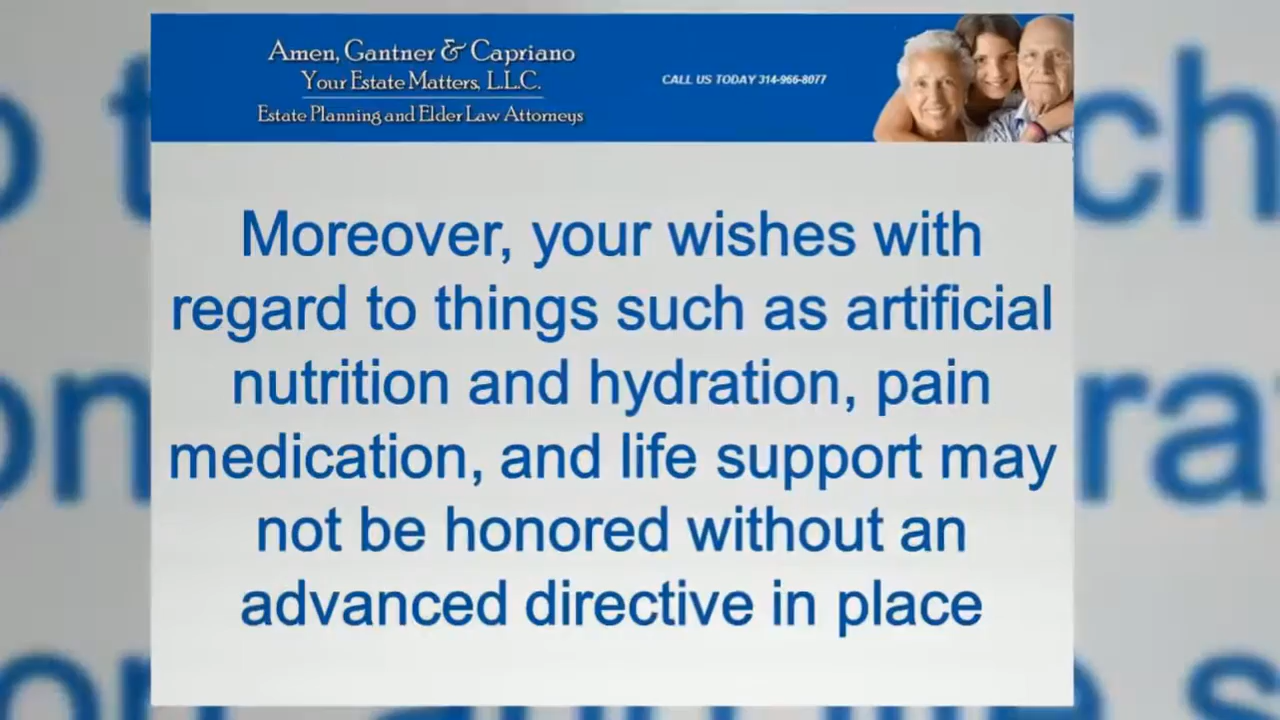 Amen, Gantner & Capriano
Your Estate Matters, L.L.C.
Estate Planning and Elder Law Attorneys
CALL US TODAY 314-966-8077
Moreover, your wishes with
regard to things such as artificial
nutrition and hydration, pain
medication, and life support may
not be honored without an
advanced directive in place